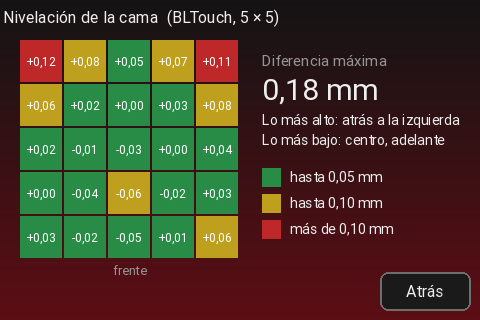 Nivelación de la cama (BLTouch, 5 × 5)
+0,12 +0,08 +0,05 +0,07 +0,11
+0,06 +0,02 +0,00 +0,03 +0,08
+0,02 -0,01 -0,03 +0,00 +0,04
+0,00 -0,04 -0,06 -0,02 +0,03
+0,03 -0,02 -0,05 +0,01 +0,06
frente
Diferencia máxima
0,18 mm
Lo más alto: atrás a la izquierda
Lo más bajo: centro, adelante
hasta 0,05 mm
hasta 0,10 mm
más de 0,10 mm
Atrás